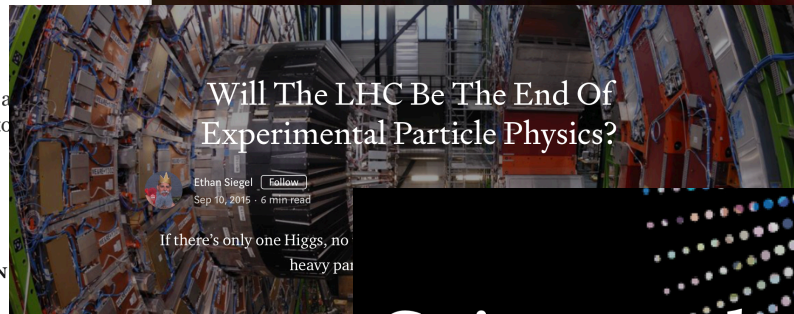 Will The LHC Be The End Of
Experimental Particle Physics?
Ethan Siegel Follow
Sep 10, 2015 · 6 min read
If there's only one Higgs, no
heavy
a
N